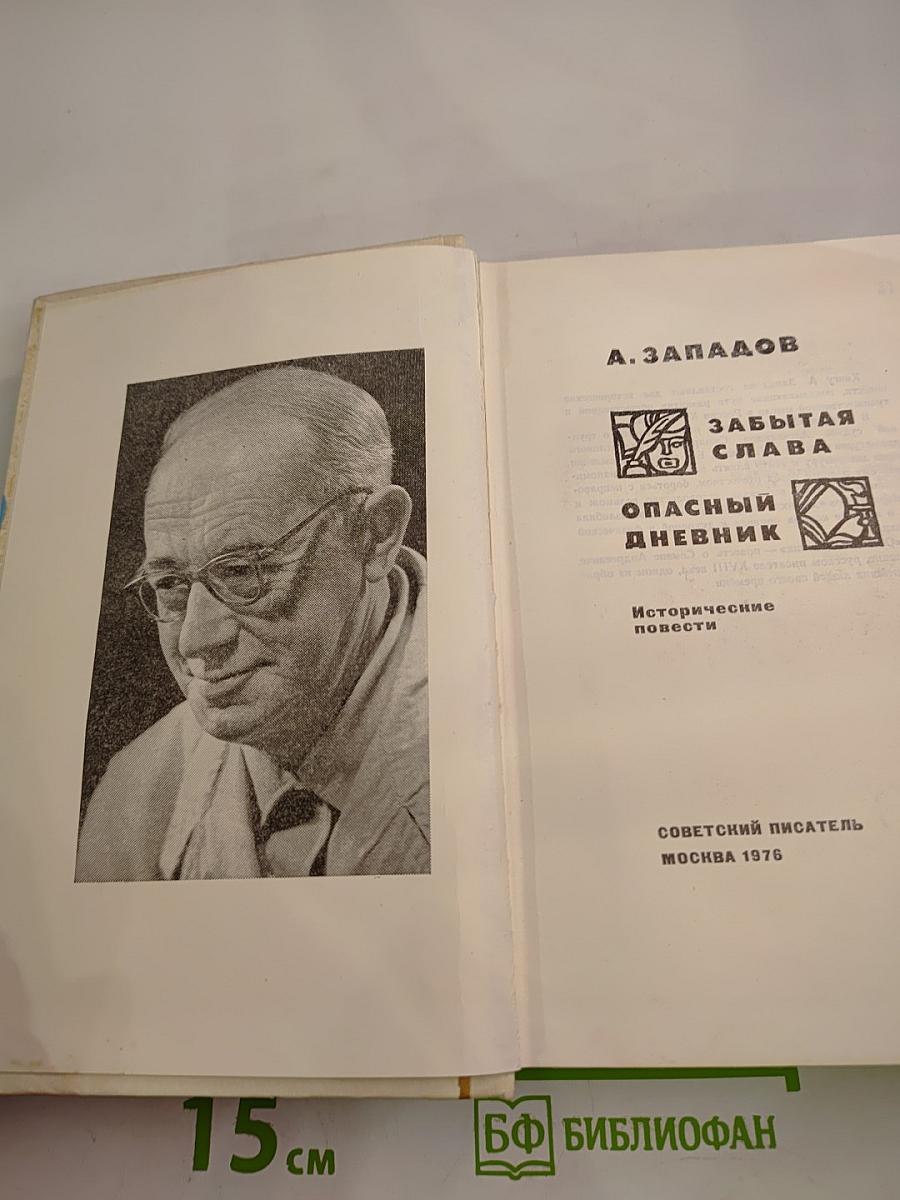 А. ЗАПАДОВ
ЗАБЫТАЯ
СЛАВА
ОПАСНЫЙ
ДНЕВНИК
Исторические
повести
СОВЕТСКИЙ ПИСАТЕЛЬ
МОСКВА 1976
15 см
БФ БИБЛИОФАН